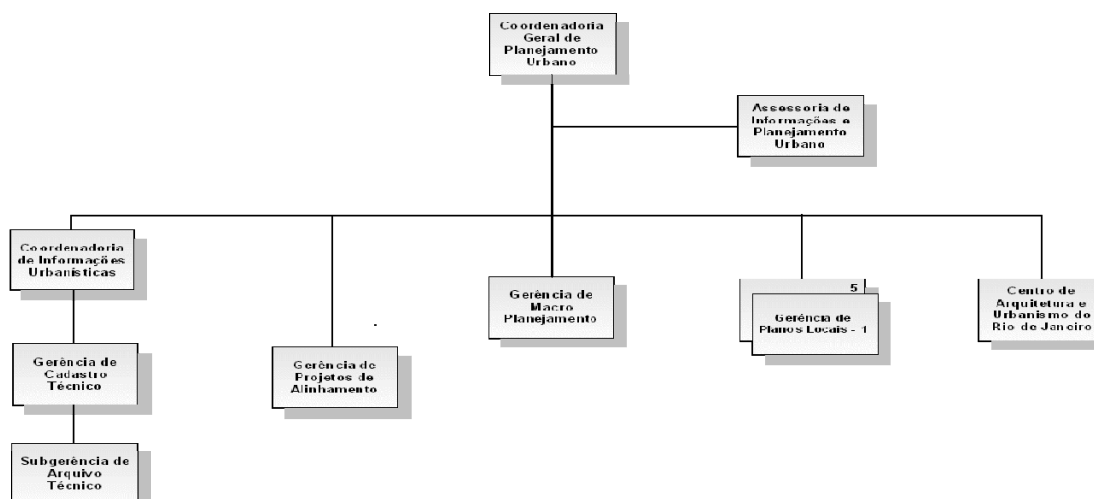 Coordenadoria
Geral de
Planejamento
Urbano
Assessoria de
Informações e
Planejamento
Urbano
Coordenadoria
de Informações
Urbanísticas
Gerência de
Macro
Planejamento
5
Gerência de
Planos Locais - 1
Centro de
Arquitetura e
Urbanismo do
Rio de Janeiro
Gerência de
Cadastro
Técnico
Gerência de
Projetos de
Alinhamento
Subgerência de
Arquivo
Técnico